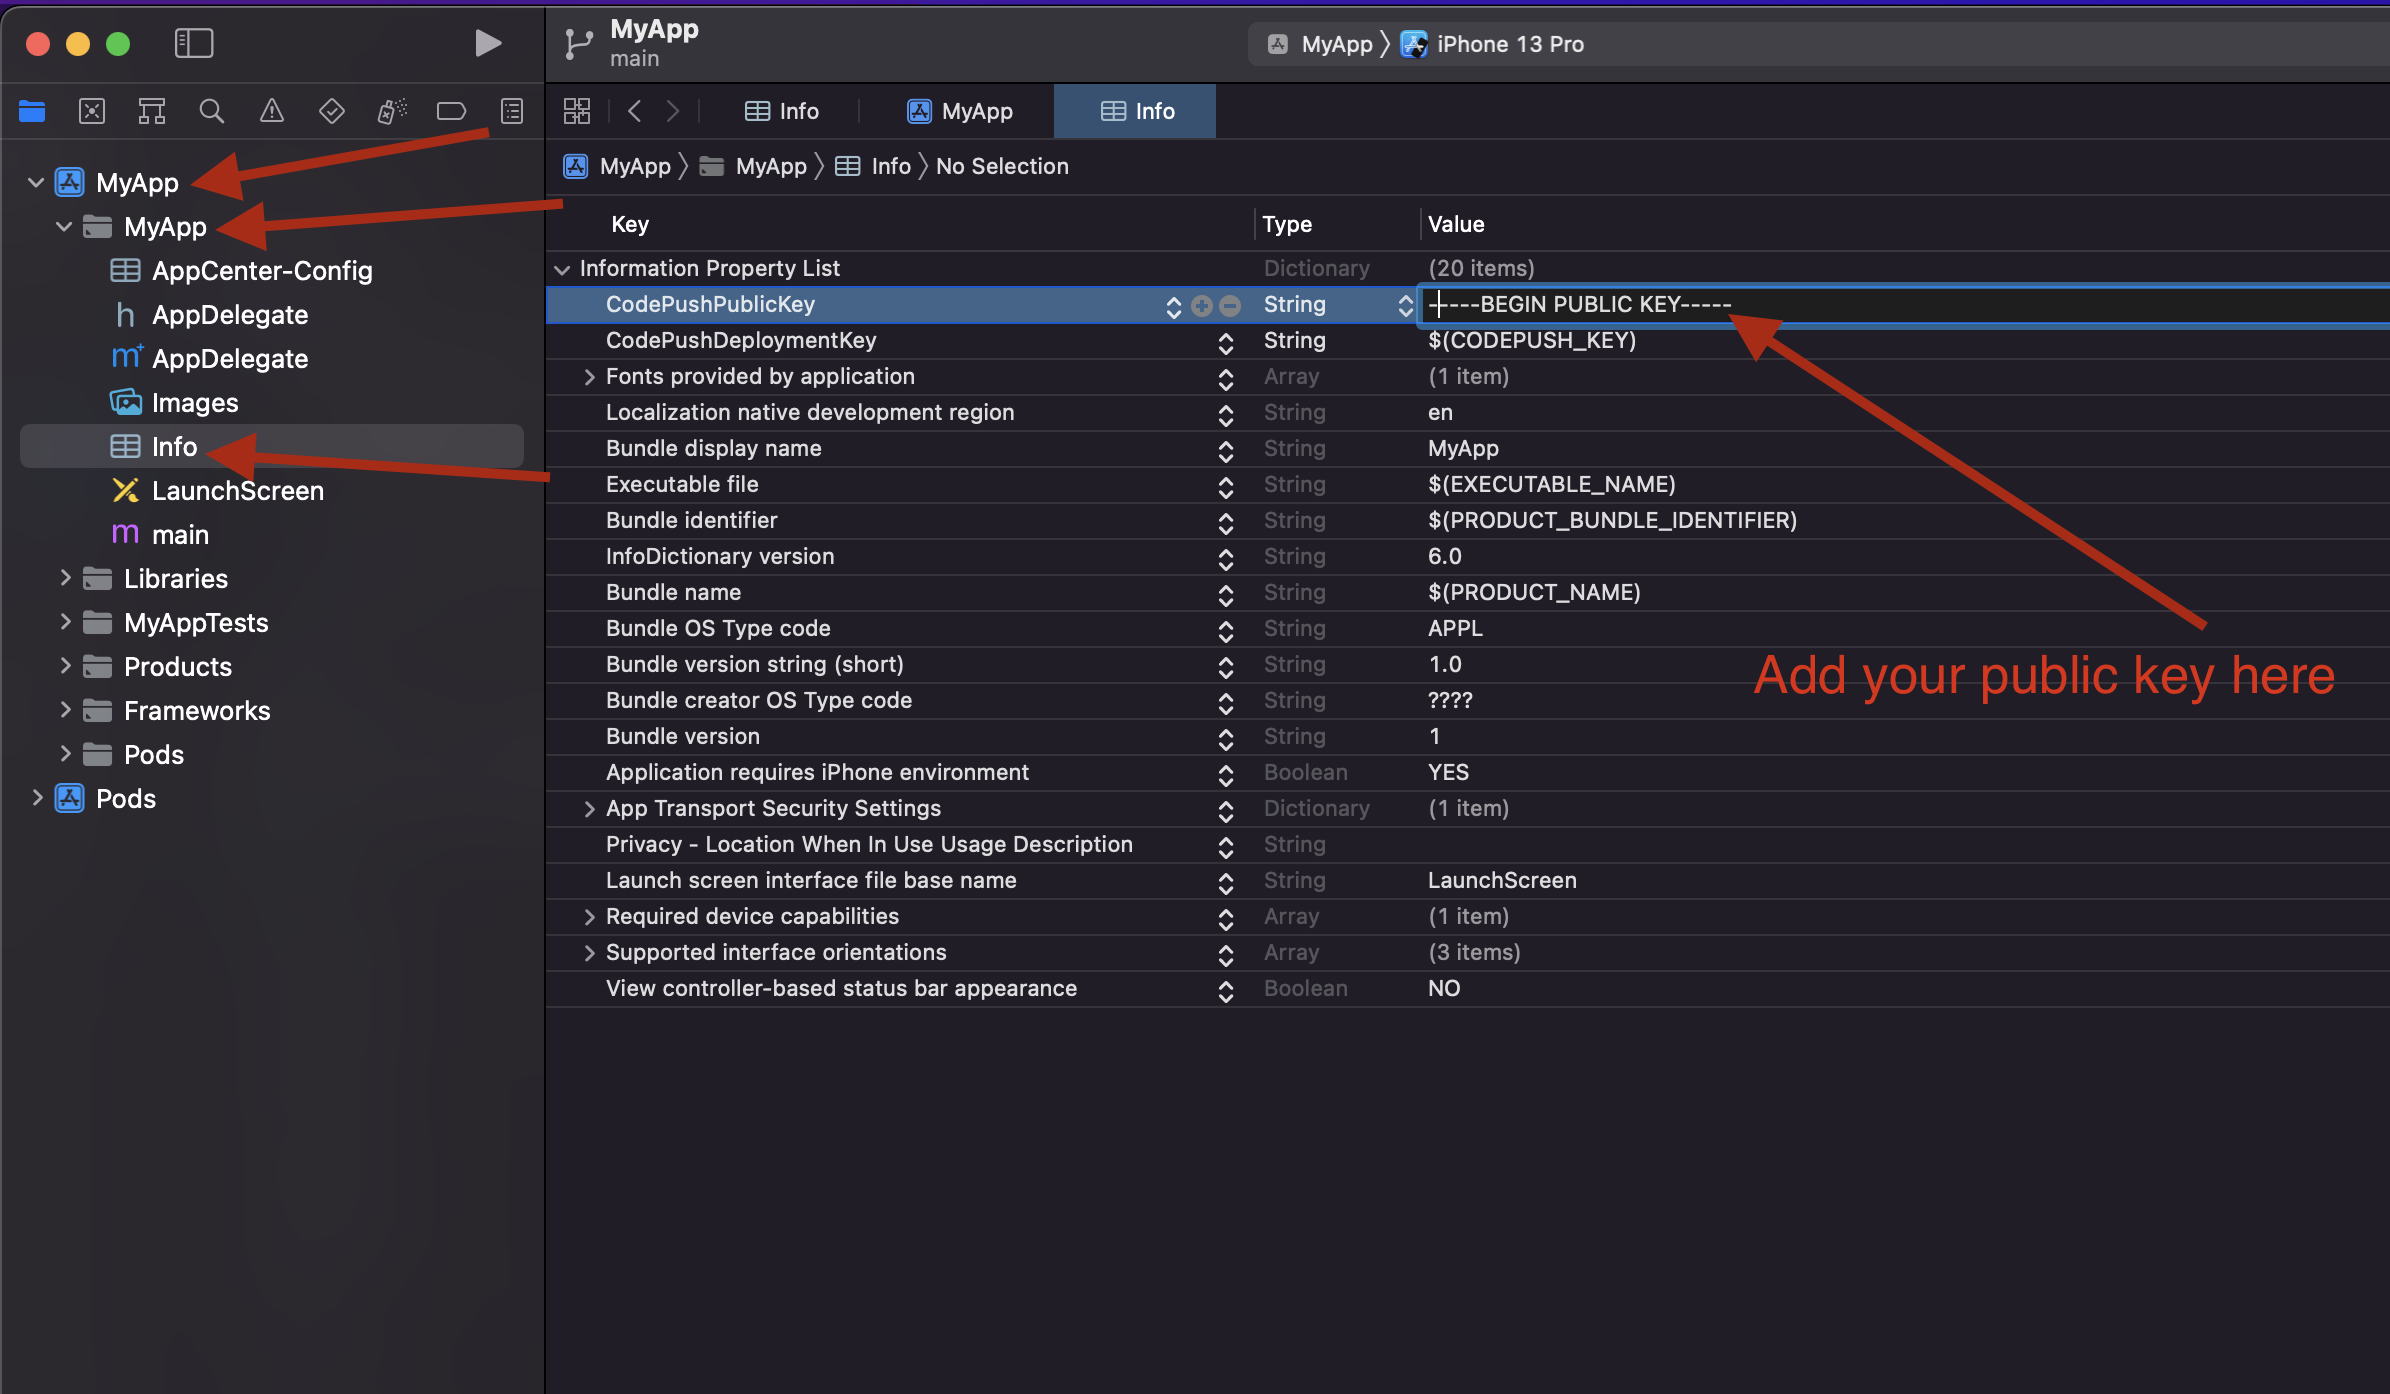 MyApp
main
MyApp
iPhone 13 Pro
Info
MyApp
Info
MyApp
MyApp
Info
No Selection
MyApp
MyApp
AppCenter-Config
h AppDelegate
m+ AppDelegate
Images
Info
LaunchScreen
m main
Libraries
MyAppTests
Products
Frameworks
Pods
Pods
Key Type Value
Information Property List Dictionary (20 items)
CodePushPublicKey String -----BEGIN PUBLIC KEY-----
CodePushDeploymentKey String $(CODEPUSH_KEY)
Fonts provided by application Array (1 item)
Localization native development region String en
Bundle display name String MyApp
Executable file String $(EXECUTABLE_NAME)
Bundle identifier String $(PRODUCT_BUNDLE_IDENTIFIER)
InfoDictionary version String 6.0
Bundle name String $(PRODUCT_NAME)
Bundle OS Type code String APPL
Bundle version string (short) String 1.0
Bundle creator OS Type code String ????
Bundle version String 1
Application requires iPhone environment Boolean YES
App Transport Security Settings Dictionary (1 item)
Privacy - Location When In Use Usage Description String
Launch screen interface file base name String LaunchScreen
Required device capabilities Array (1 item)
Supported interface orientations Array (3 items)
View controller-based status bar appearance Boolean NO
Add your public key here